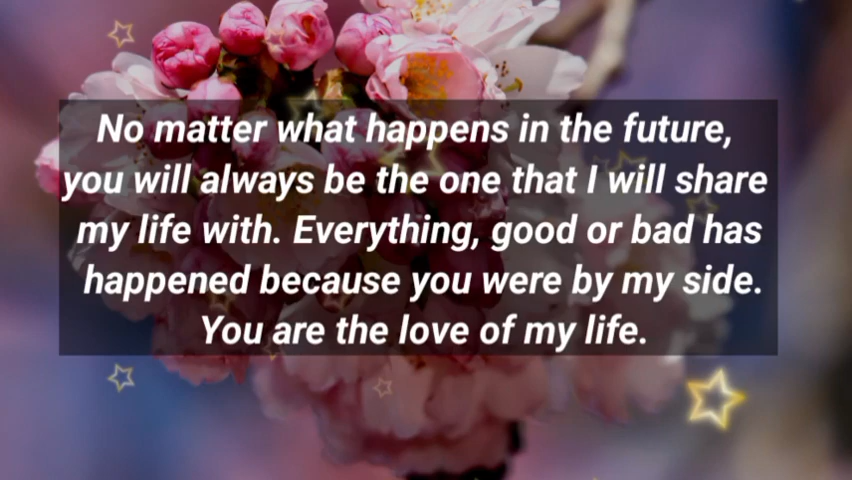 No matter what happens in the future,
you will always be the one that I will share
my life with. Everything, good or bad has
happened because you were by my side.
You are the love of my life.